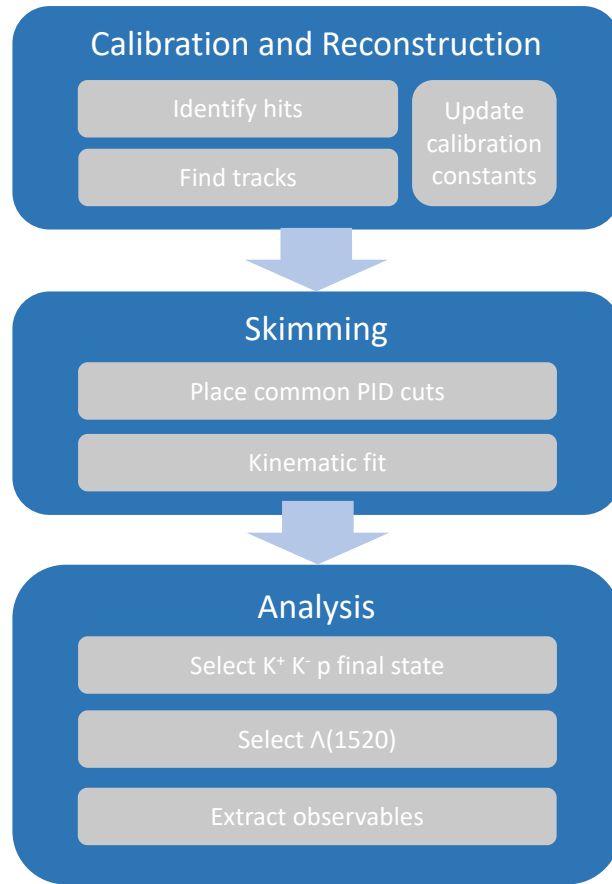 Calibration and Reconstruction
Identify hits
Find tracks
Update
calibration
constants
Skimming
Place common PID cuts
Kinematic fit
Analysis
Select K⁺ K⁻ p final state
Select Λ(1520)
Extract observables